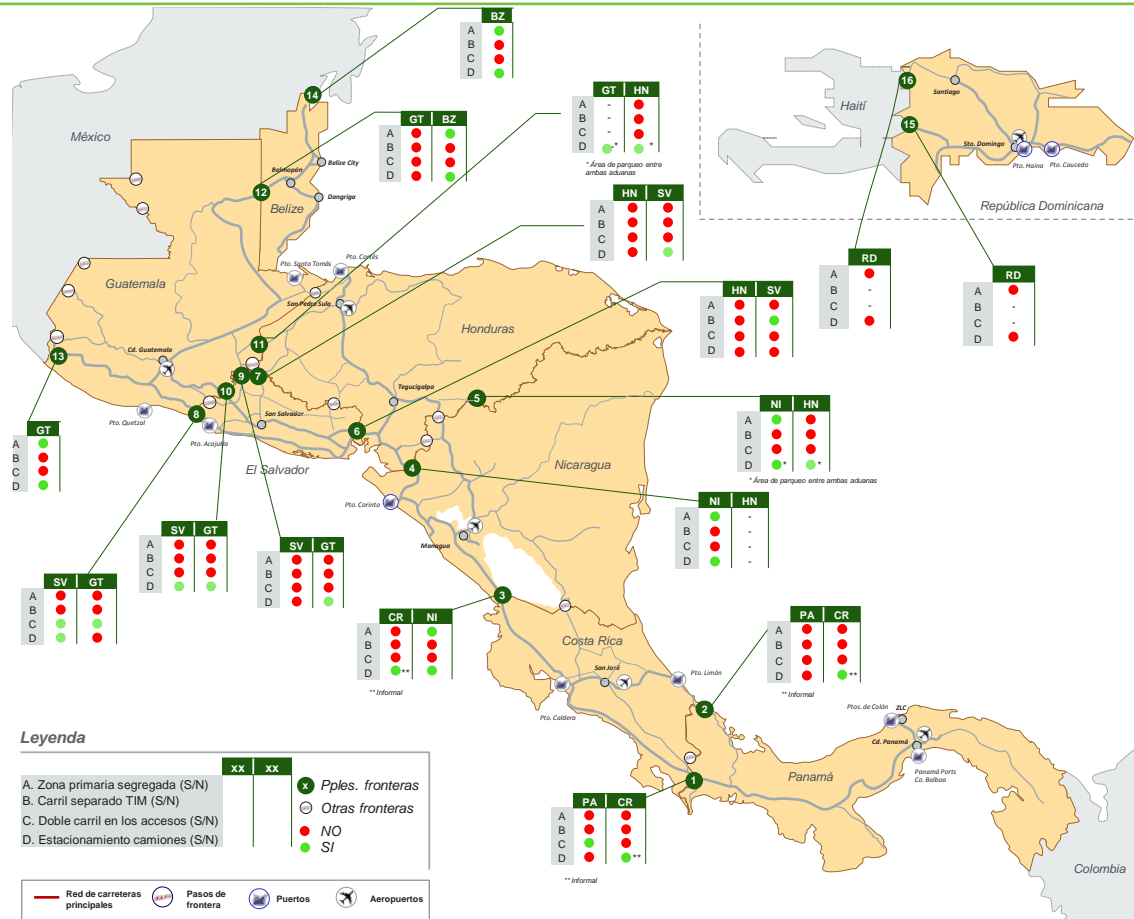 BZ
A
B
C
D
14
México
GT BZ
A
B
C
D
GT HN
A -
B -
C -
D * *
* Área de parqueo entre
ambas aduanas
Haití
16
Santiago
15
Sto. Domingo
Pto. Haina
Pto. Caucedo
República Dominicana
Belize City
Belmopán
12
Dangriga
Belize
HN SV
A
B
C
D
Pto. Santo Tomás
Pto. Cortés
Guatemala
San Pedro Sula
RD
A
B -
C -
D
RD
A
B -
C -
D
HN SV
A
B
C
D
Honduras
11
Cd. Guatemala
13
9
7
10
Tegucigalpa
5
8
San Salvador
Pto. Quetzal
Pto. Acajutla
6
El Salvador
4
Nicaragua
NI HN
A
B
C
D * *
* Área de parqueo entre ambas aduanas
GT
A
B
C
D
Pto. Corinto
Managua
NI HN
A -
B -
C -
D -
SV GT
A
B
C
D
SV GT
A
B
C
D
SV GT
A
B
C
D
3
CR NI
A
B
C
D **
** Informal
Costa Rica
San José
Pto. Limón
Pto. Caldera
2
PA CR
A
B
C
D **
** Informal
Ptos. de Colón
ZLC
Cd. Panamá
Panamá Ports
Co. Balboa
Panamá
1
PA CR
A
B
C
D **
** Informal
Colombia
Leyenda
xx xx
A. Zona primaria segregada (S/N)
B. Carril separado TIM (S/N)
C. Doble carril en los accesos (S/N)
D. Estacionamiento camiones (S/N)
x Pples. fronteras
Otras fronteras
NO
SI
Red de carreteras
principales
Pasos de
frontera
Puertos
Aeropuertos